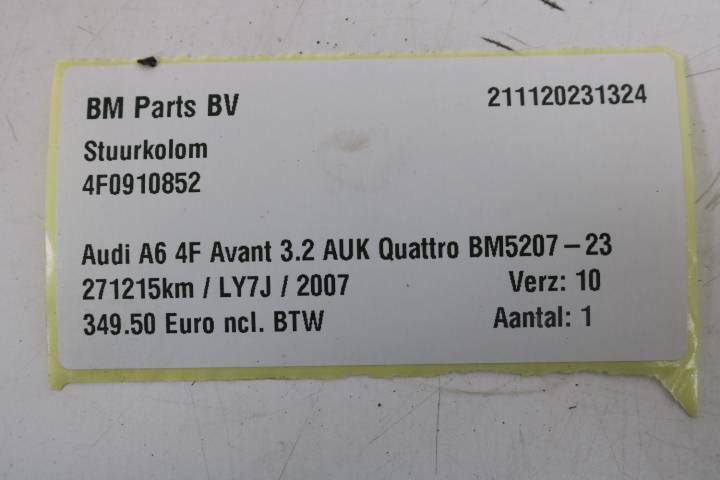 BM Parts BV 211120231324
Stuurkolom
4F0910852
Audi A6 4F Avant 3.2 AUK Quattro BM5207-23
271215km / LY7J / 2007 Verz: 10
349.50 Euro ncl. BTW Aantal: 1